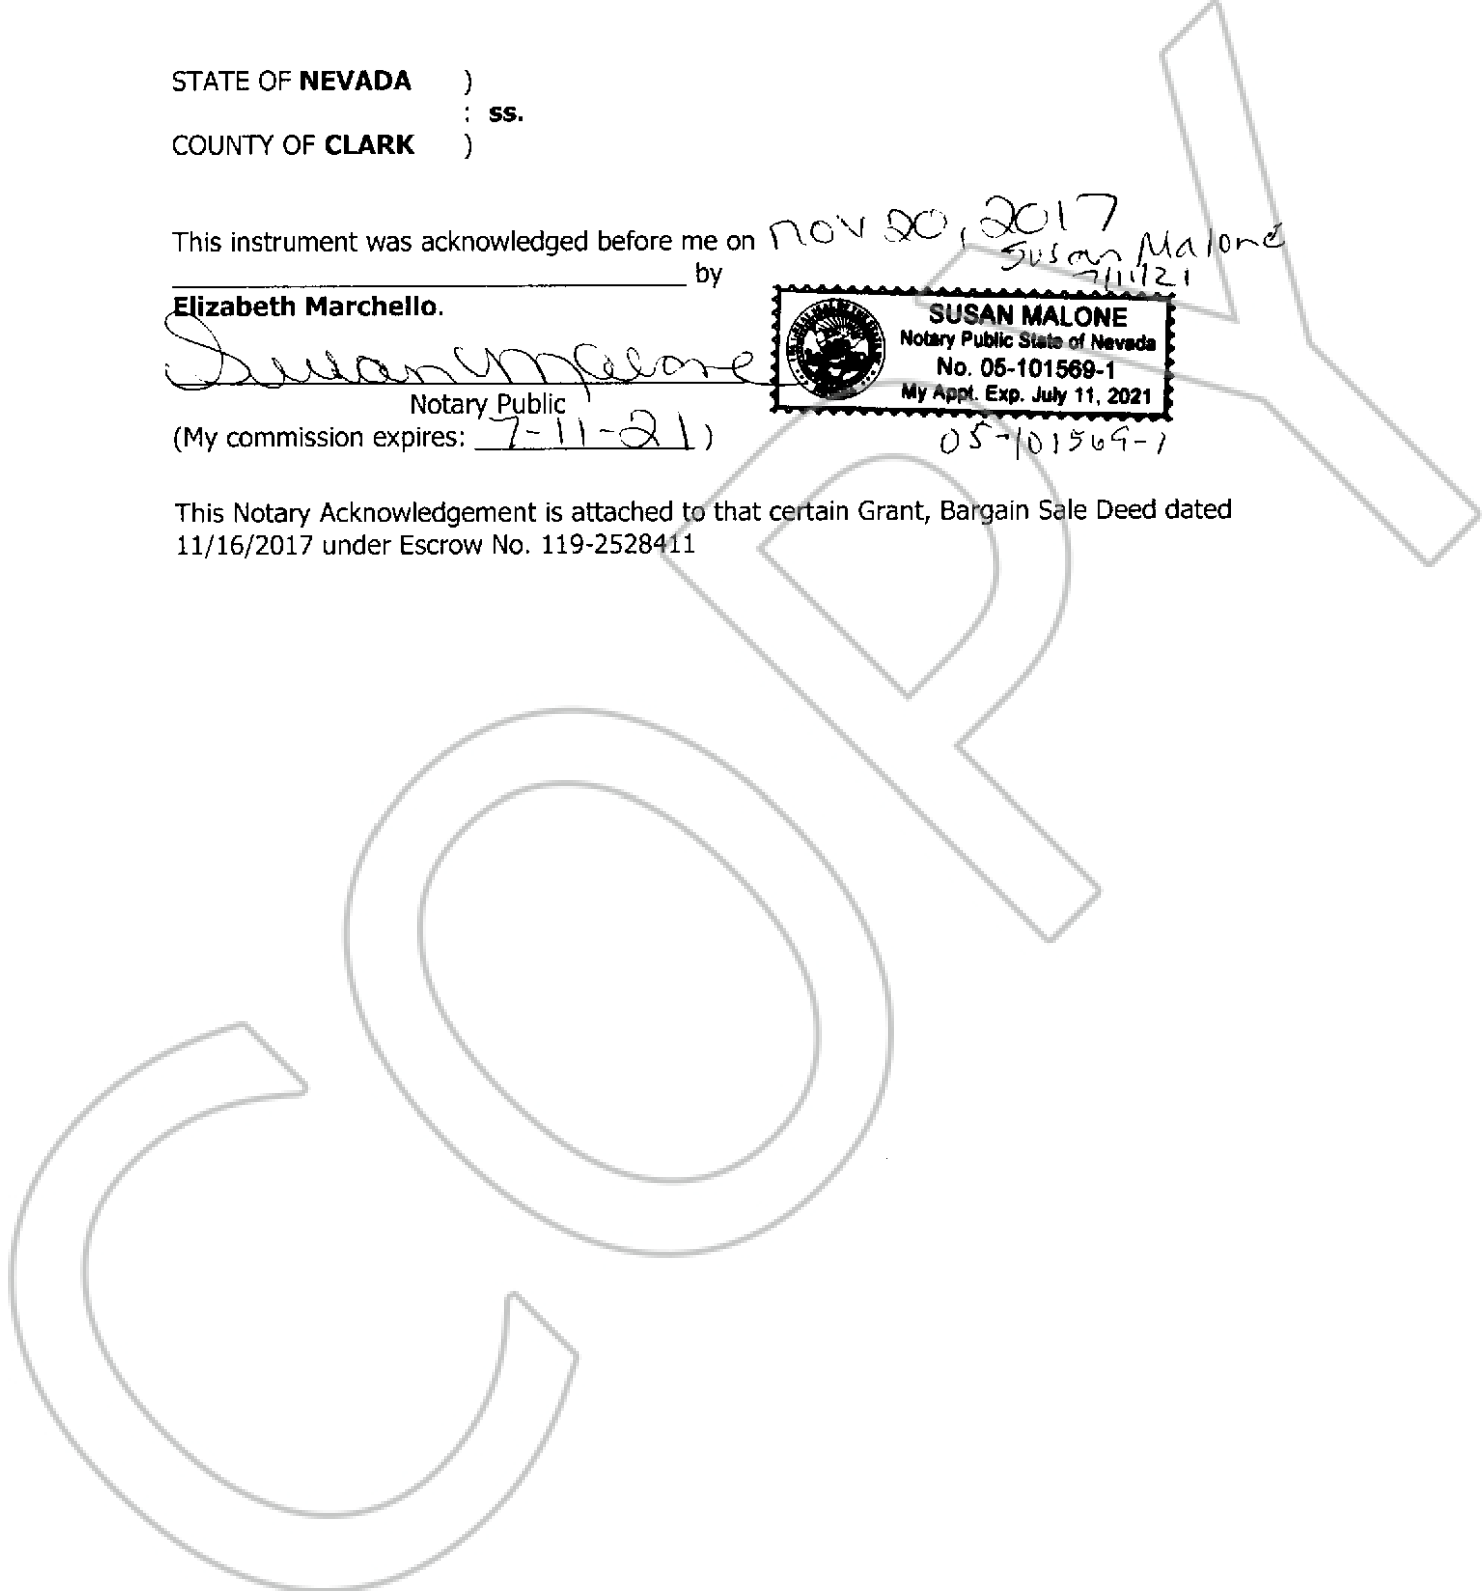 STATE OF NEVADA )
: ss.
COUNTY OF CLARK )
This instrument was acknowledged before me on nov 20, 2017
Susan Malone
7/11/21
by
Elizabeth Marchello.
Susan Malone
Notary Public
(My commission expires: 7-11-21)
SUSAN MALONE
Notary Public State of Nevada
No. 05-101569-1
My Appt. Exp. July 11, 2021
05-101569-1
This Notary Acknowledgement is attached to that certain Grant, Bargain Sale Deed dated
11/16/2017 under Escrow No. 119-2528411
COPY